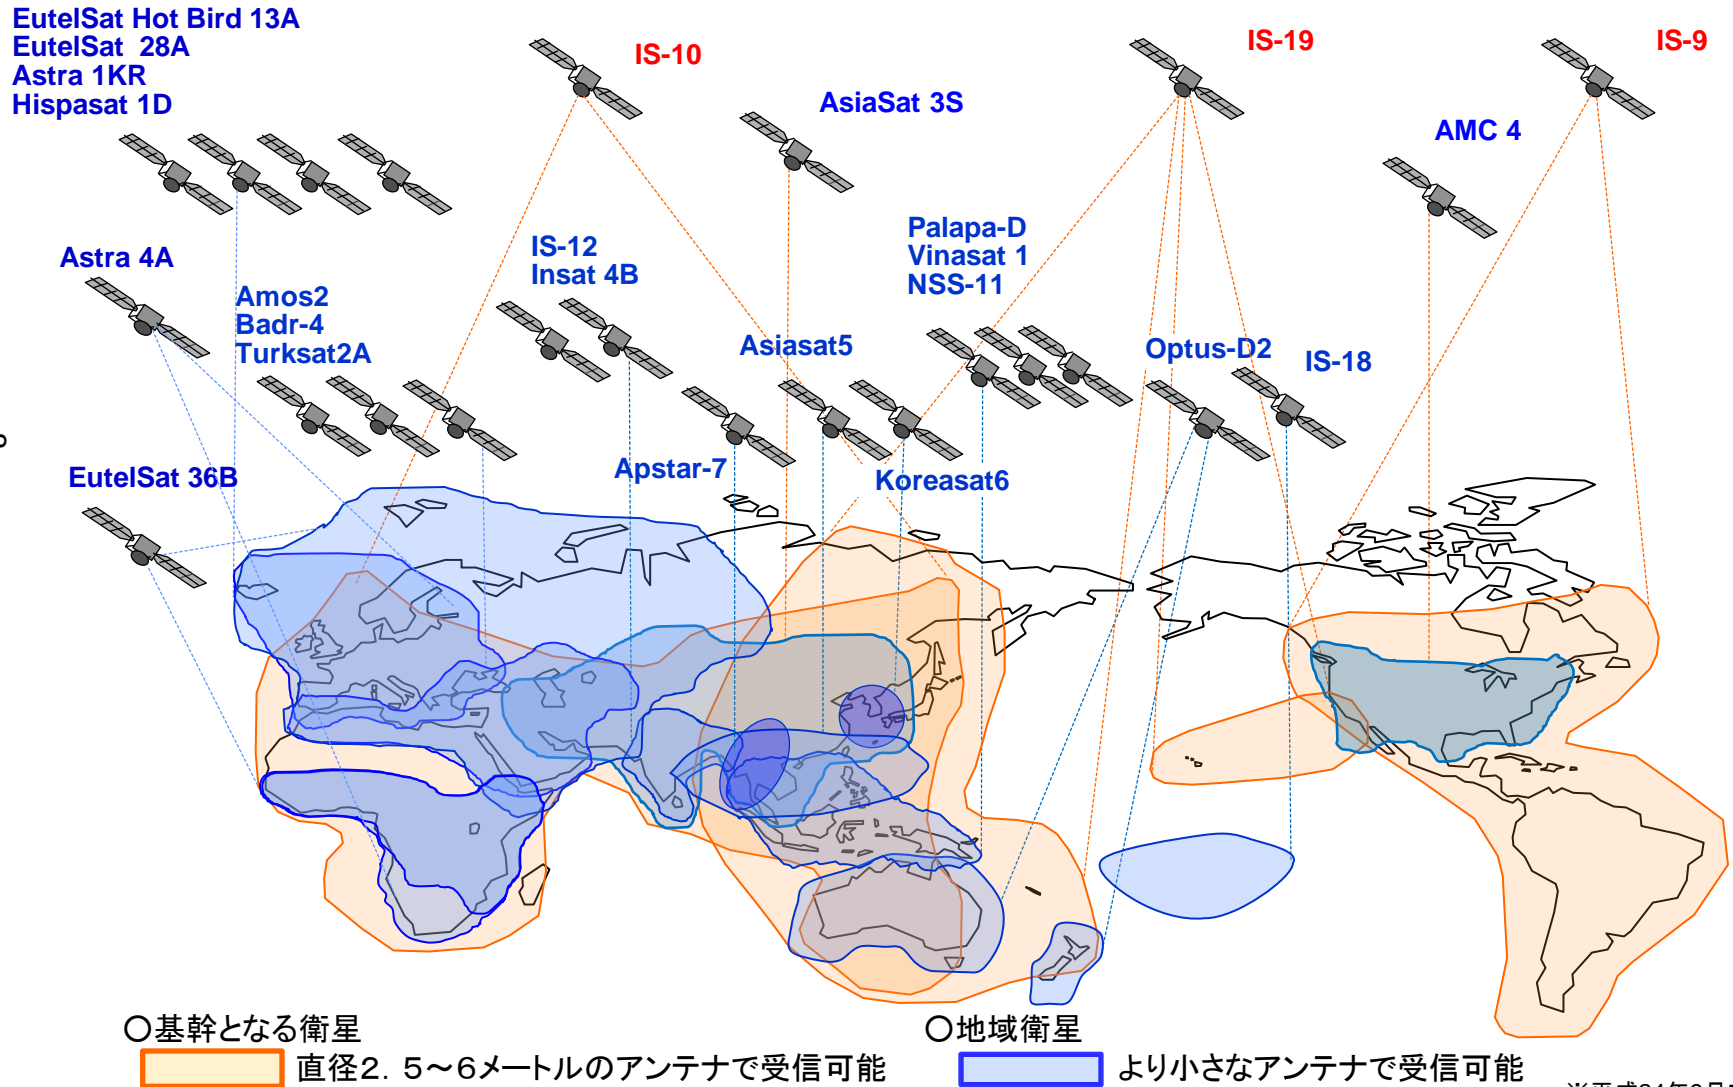 EutelSat Hot Bird 13A
EutelSat 28A
Astra 1KR
Hispasat 1D
IS-10
IS-19
IS-9
AsiaSat 3S
AMC 4
Astra 4A
IS-12
Insat 4B
Palapa-D
Vinasat 1
NSS-11
Amos2
Badr-4
Turksat2A
Asiasat5
Optus-D2
IS-18
EutelSat 36B
Apstar-7
Koreasat6
〇基幹となる衛星
直径2．5～6メートルのアンテナで受信可能
〇地域衛星
より小さなアンテナで受信可能